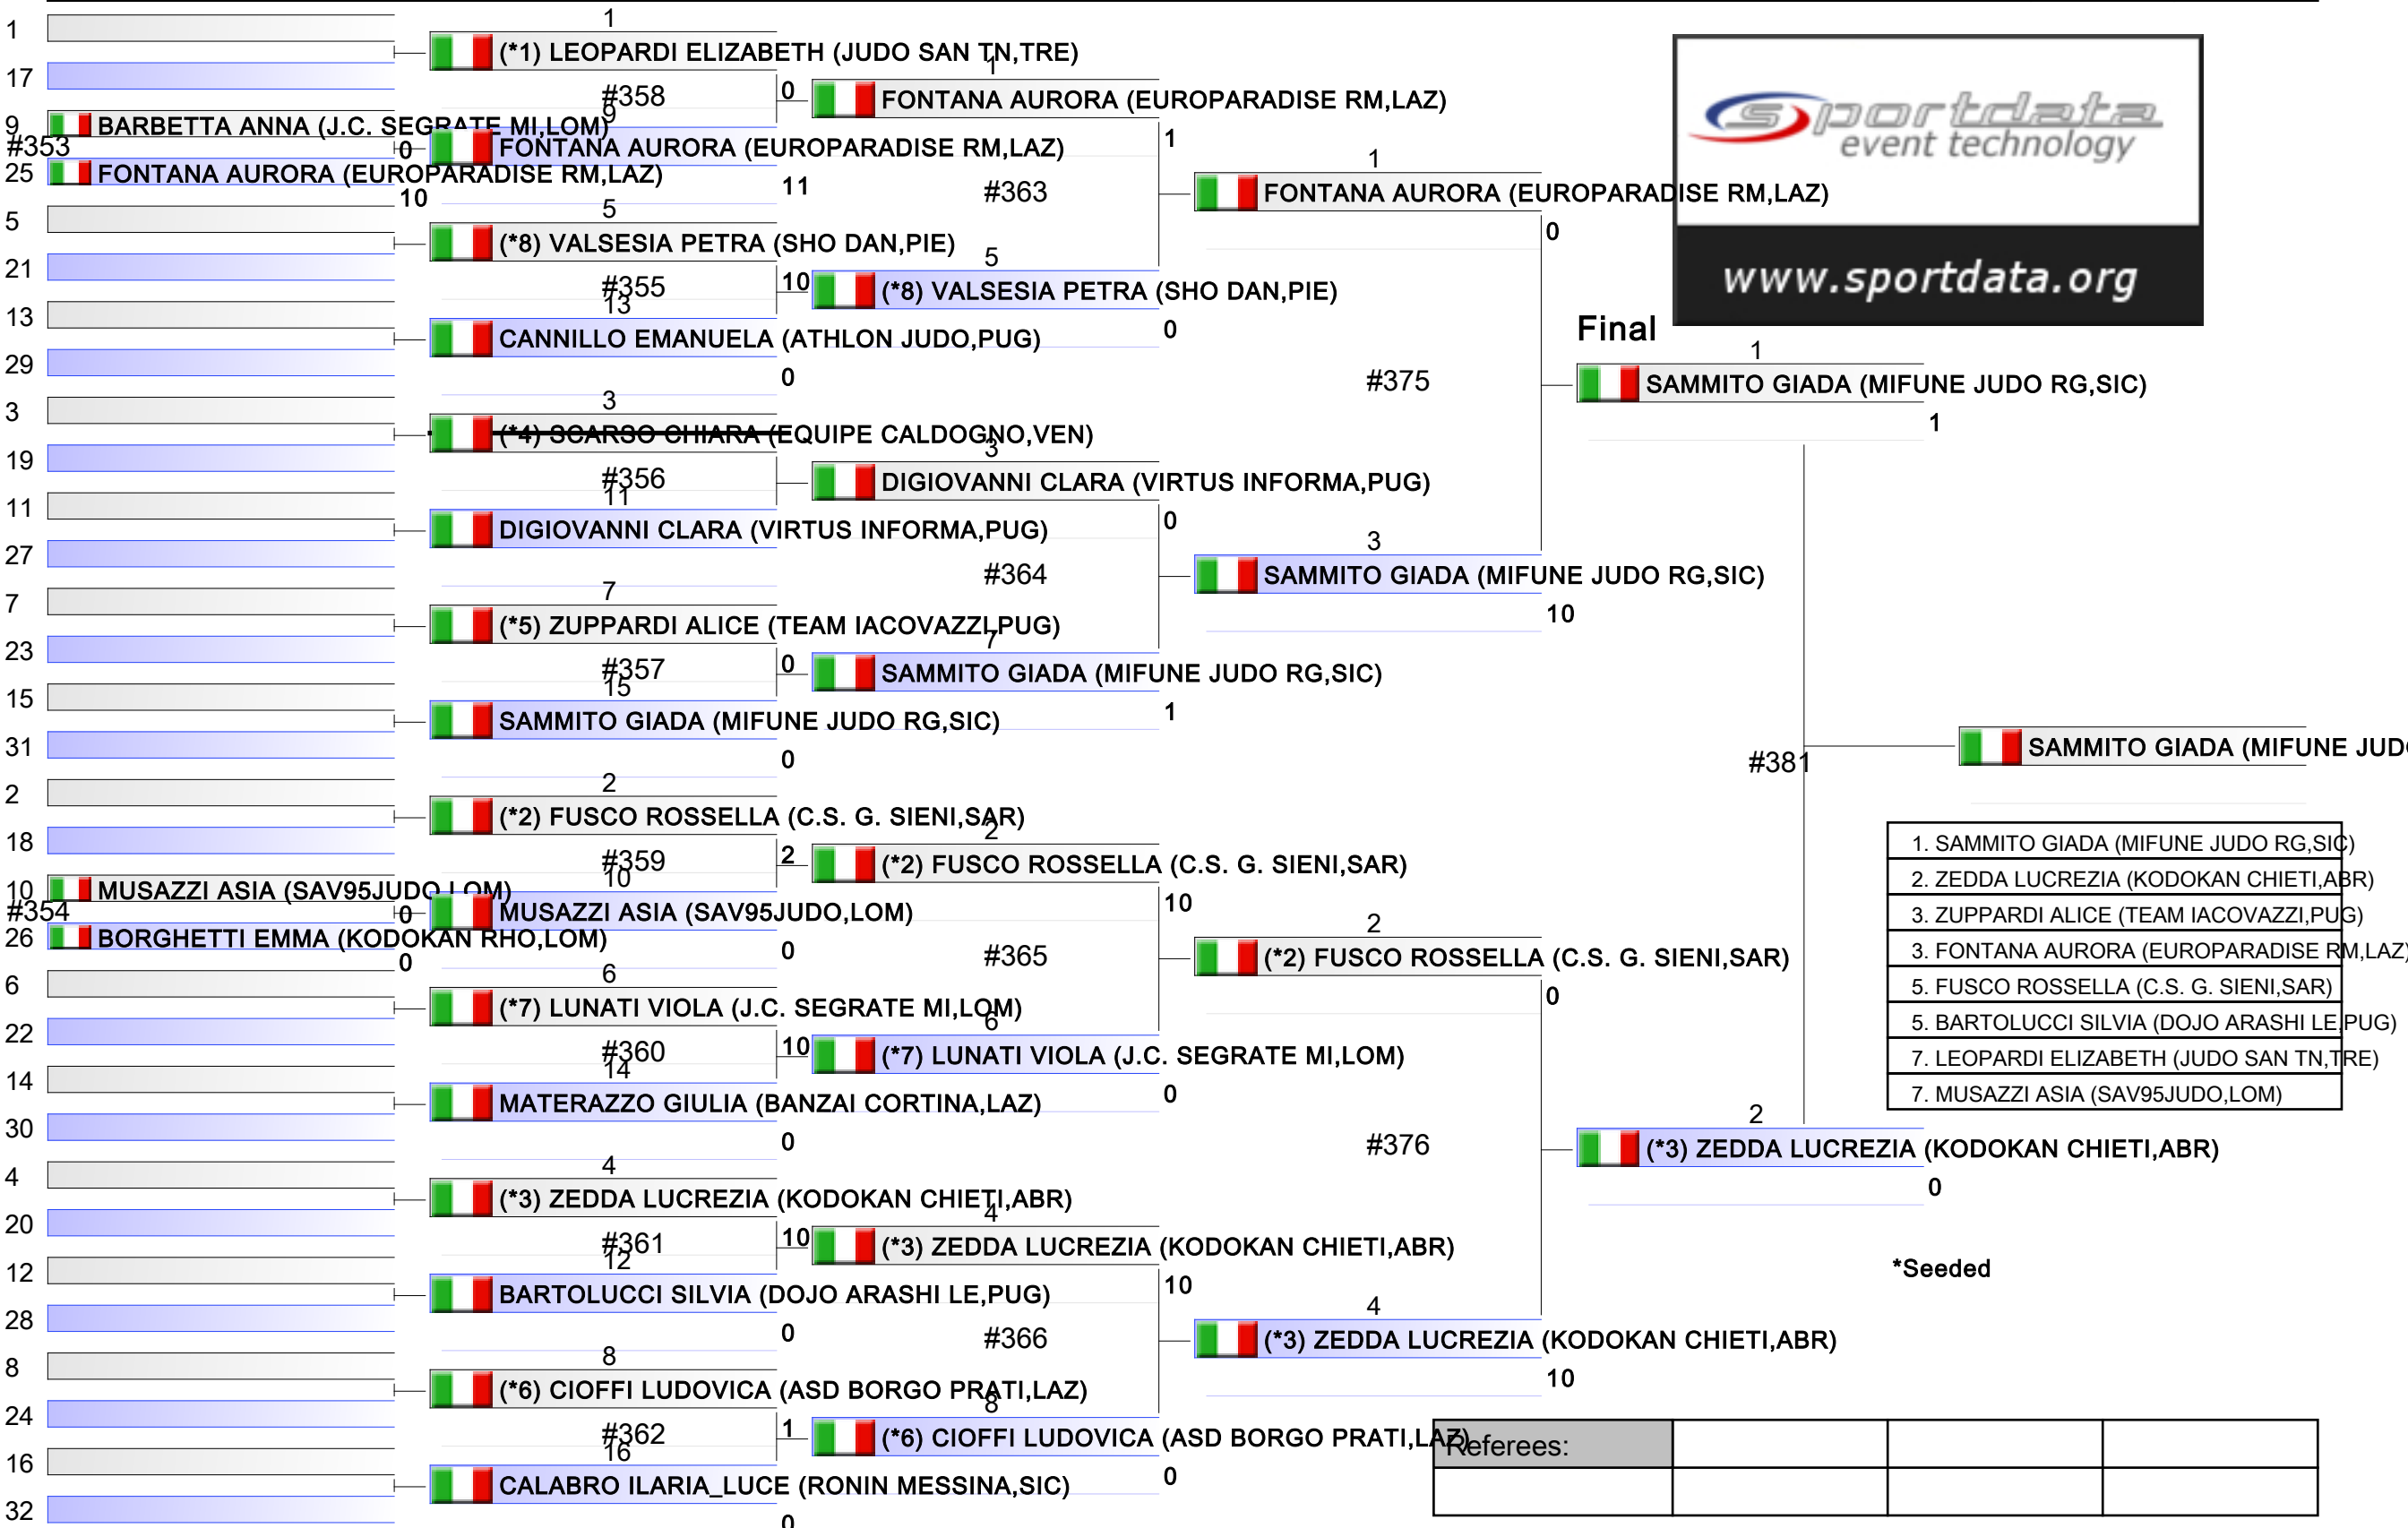 1
17
9
#353
25
BARBETTA ANNA (J.C. SEGRATE MI,LOM)
0
FONTANA AURORA (EUROPARADISE RM,LAZ)
10
5
21
13
29
3
19
11
27
7
23
15
31
2
18
10
#354
26
MUSAZZI ASIA (SAV95JUDO,LOM)
0
BORGHETTI EMMA (KODOKAN RHO,LOM)
0
6
22
14
30
4
20
12
28
8
24
16
32
1
(*1) LEOPARDI ELIZABETH (JUDO SAN TN,TRE)
0
#358
9
FONTANA AURORA (EUROPARADISE RM,LAZ)
11
5
(*8) VALSESIA PETRA (SHO DAN,PIE)
10
#355
13
CANNILLO EMANUELA (ATHLON JUDO,PUG)
0
3
(*4) SCARSO CHIARA (EQUIPE CALDOGNO,VEN)
#356
11
DIGIOVANNI CLARA (VIRTUS INFORMA,PUG)
7
(*5) ZUPPARDI ALICE (TEAM IACOVAZZI,PUG)
0
#357
15
SAMMITO GIADA (MIFUNE JUDO RG,SIC)
0
2
(*2) FUSCO ROSSELLA (C.S. G. SIENI,SAR)
2
#359
10
MUSAZZI ASIA (SAV95JUDO,LOM)
0
6
(*7) LUNATI VIOLA (J.C. SEGRATE MI,LOM)
10
#360
14
MATERAZZO GIULIA (BANZAI CORTINA,LAZ)
0
4
(*3) ZEDDA LUCREZIA (KODOKAN CHIETI,ABR)
10
#361
12
BARTOLUCCI SILVIA (DOJO ARASHI LE,PUG)
0
8
(*6) CIOFFI LUDOVICA (ASD BORGO PRATI,LAZ)
1
#362
16
CALABRO ILARIA_LUCE (RONIN MESSINA,SIC)
0
1
FONTANA AURORA (EUROPARADISE RM,LAZ)
1
#363
5
(*8) VALSESIA PETRA (SHO DAN,PIE)
0
3
DIGIOVANNI CLARA (VIRTUS INFORMA,PUG)
0
#364
7
SAMMITO GIADA (MIFUNE JUDO RG,SIC)
1
2
(*2) FUSCO ROSSELLA (C.S. G. SIENI,SAR)
10
#365
6
(*7) LUNATI VIOLA (J.C. SEGRATE MI,LOM)
0
4
(*3) ZEDDA LUCREZIA (KODOKAN CHIETI,ABR)
10
#366
8
(*6) CIOFFI LUDOVICA (ASD BORGO PRATI,LAZ)
0
1
FONTANA AURORA (EUROPARADISE RM,LAZ)
0
#375
3
SAMMITO GIADA (MIFUNE JUDO RG,SIC)
10
2
(*2) FUSCO ROSSELLA (C.S. G. SIENI,SAR)
0
#376
4
(*3) ZEDDA LUCREZIA (KODOKAN CHIETI,ABR)
10
sportdata
event technology
www.sportdata.org
Final
1
SAMMITO GIADA (MIFUNE JUDO RG,SIC)
1
#381
2
(*3) ZEDDA LUCREZIA (KODOKAN CHIETI,ABR)
0
SAMMITO GIADA (MIFUNE JUD
1. SAMMITO GIADA (MIFUNE JUDO RG,SIC)
2. ZEDDA LUCREZIA (KODOKAN CHIETI,ABR)
3. ZUPPARDI ALICE (TEAM IACOVAZZI,PUG)
3. FONTANA AURORA (EUROPARADISE RM,LAZ)
5. FUSCO ROSSELLA (C.S. G. SIENI,SAR)
5. BARTOLUCCI SILVIA (DOJO ARASHI LE,PUG)
7. LEOPARDI ELIZABETH (JUDO SAN TN,TRE)
7. MUSAZZI ASIA (SAV95JUDO,LOM)
*Seeded
Referees: